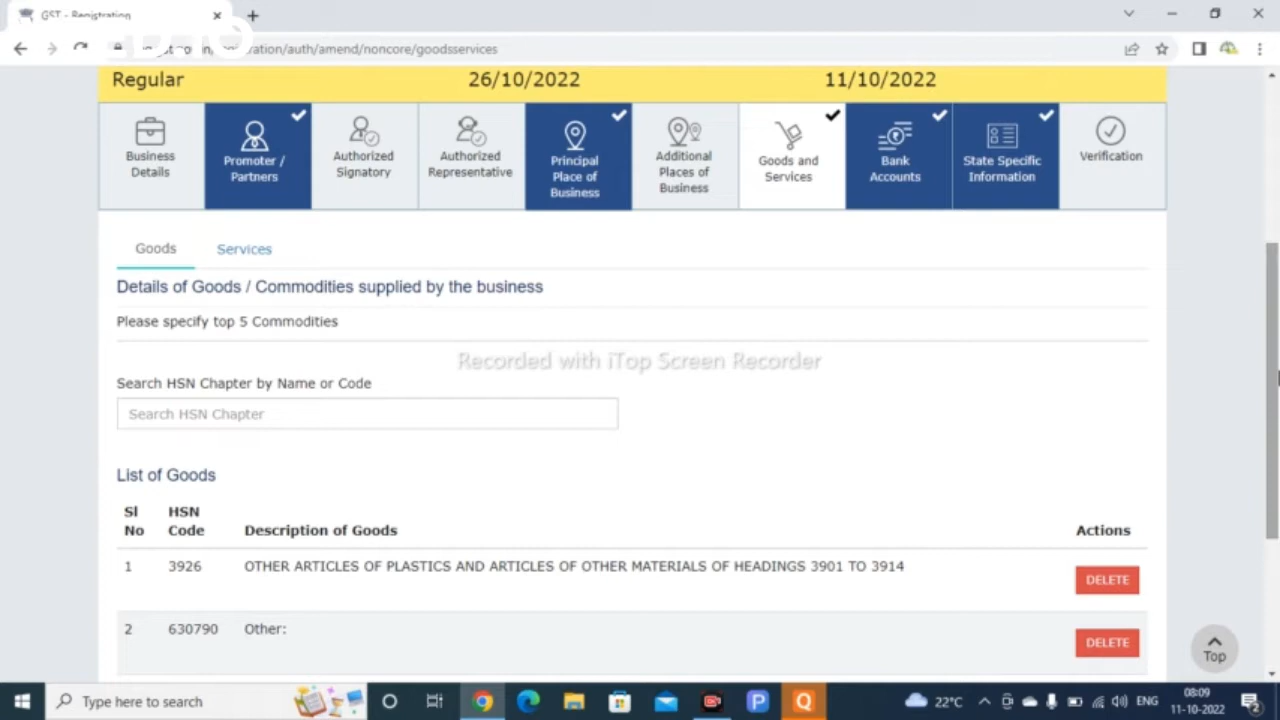 GST - Registration
ration/auth/amend/noncore/goodsservices
Regular 26/10/2022 11/10/2022
Business Details
Promoter / Partners
Authorized Signatory
Authorized Representative
Principal Place of Business
Additional Places of Business
Goods and Services
Bank Accounts
State Specific Information
Verification
Goods Services
Details of Goods / Commodities supplied by the business
Please specify top 5 Commodities
Recorded with iTop Screen Recorder
Search HSN Chapter by Name or Code
Search HSN Chapter
List of Goods
Sl No HSN Code Description of Goods Actions
1 3926 OTHER ARTICLES OF PLASTICS AND ARTICLES OF OTHER MATERIALS OF HEADINGS 3901 TO 3914 DELETE
2 630790 Other: DELETE
Top
Type here to search
22°C ENG 08:09
11-10-2022
2